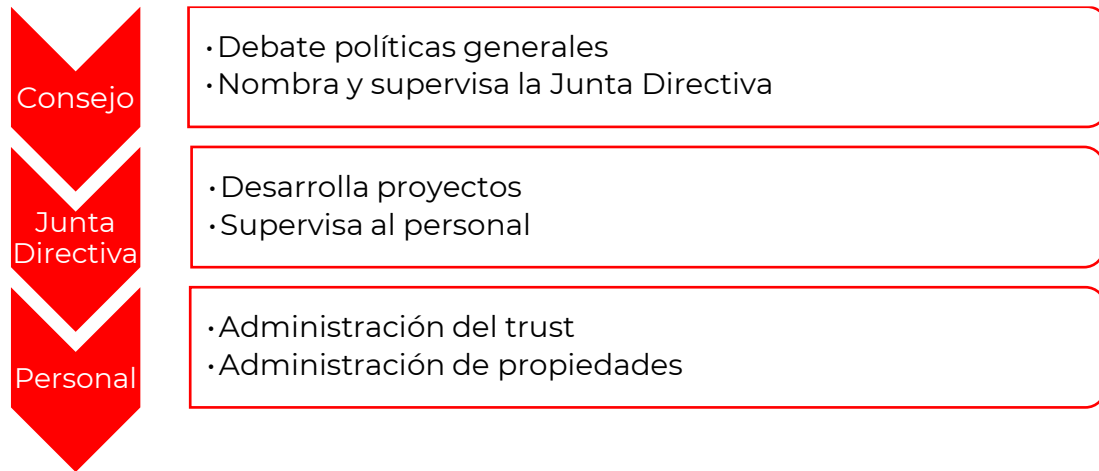 Consejo
·Debate políticas generales
·Nombra y supervisa la Junta Directiva
Junta
Directiva
·Desarrolla proyectos
·Supervisa al personal
Personal
·Administración del trust
·Administración de propiedades